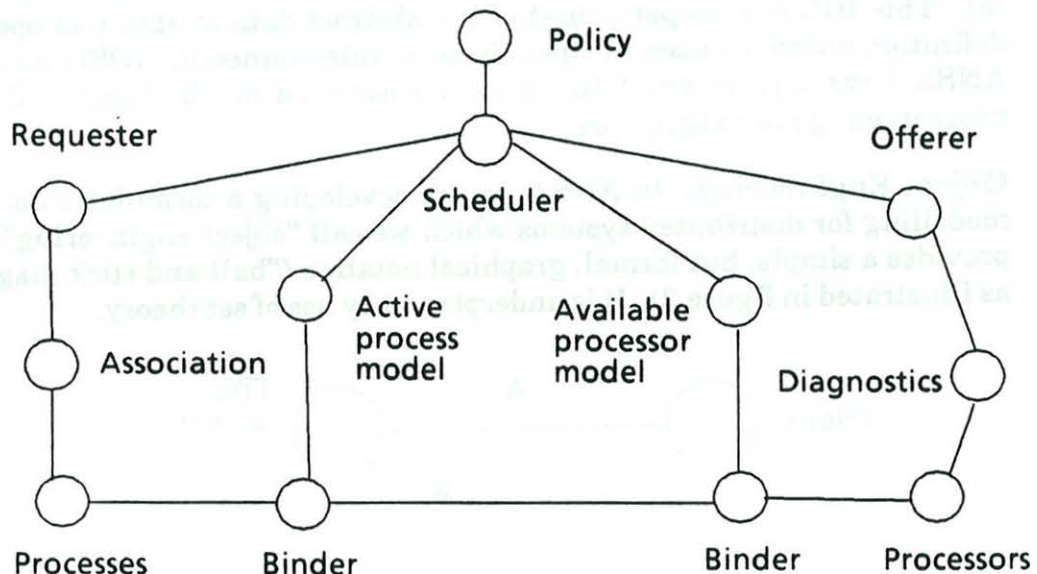 Policy
Requester
Offerer
Scheduler
Active
process
model
Available
processor
model
Association
Diagnostics
Processes
Binder
Binder
Processors